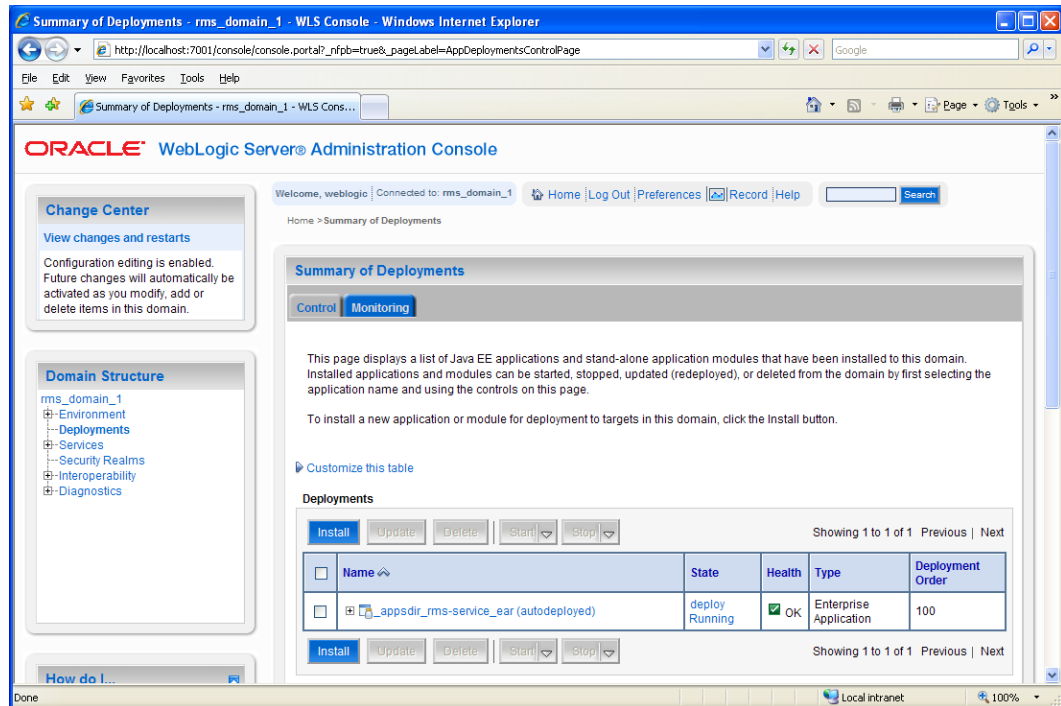 Summary of Deployments - rms_domain_1 - WLS Console - Windows Internet Explorer
http://localhost:7001/console/console.portal?_nfpb=true&_pageLabel=AppDeploymentsControlPage
Google
File Edit View Favorites Tools Help
Summary of Deployments - rms_domain_1 - WLS Cons...
Page Tools
ORACLE WebLogic Server® Administration Console
Change Center
View changes and restarts
Configuration editing is enabled.
Future changes will automatically be
activated as you modify, add or
delete items in this domain.
Domain Structure
rms_domain_1
Environment
Deployments
Services
Security Realms
Interoperability
Diagnostics
How do I...
Welcome, weblogic Connected to: rms_domain_1 Home Log Out Preferences Record Help Search
Home >Summary of Deployments
Summary of Deployments
Control Monitoring
This page displays a list of Java EE applications and stand-alone application modules that have been installed to this domain.
Installed applications and modules can be started, stopped, updated (redeployed), or deleted from the domain by first selecting the
application name and using the controls on this page.
To install a new application or module for deployment to targets in this domain, click the Install button.
Customize this table
Deployments
Install Update Delete Start Stop Showing 1 to 1 of 1 Previous | Next
Name State Health Type Deployment Order
_appsdir_rms-service_ear (autodeployed) deploy Running OK Enterprise Application 100
Install Update Delete Start Stop Showing 1 to 1 of 1 Previous | Next
Done Local intranet 100%